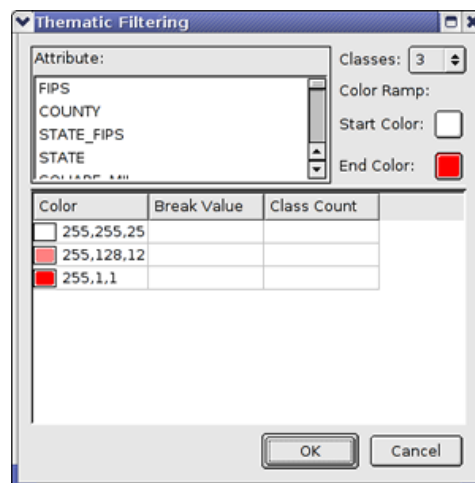 Thematic Filtering
Attribute:
Classes: 3
FIPS
COUNTY
STATE_FIPS
STATE
Color Ramp:
Start Color:
End Color:
Color Break Value Class Count
255,255,25
255,128,12
255,1,1
OK Cancel